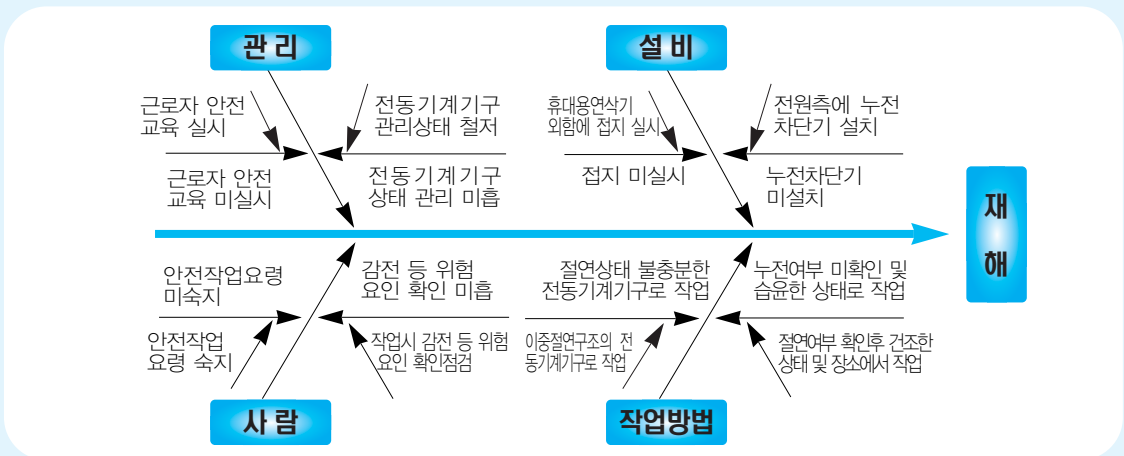 관 리
근로자 안전
교육 실시
전동기계기구
관리상태 철저
근로자 안전
교육 미실시
전동기계기구
상태 관리 미흡
설 비
휴대용연삭기
외함에 접지 실시
전원측에 누전
차단기 설치
접지 미실시
누전차단기
미설치
재
해
안전작업요령
미숙지
감전 등 위험
요인 확인 미흡
안전작업
요령 숙지
작업시 감전 등 위험
요인 확인점검
사 람
절연상태 불충분한
전동기계기구로 작업
누전여부 미확인 및
습윤한 상태로 작업
이중절연구조의 전
동기계기구로 작업
절연여부 확인후 건조한
상태 및 장소에서 작업
작업방법